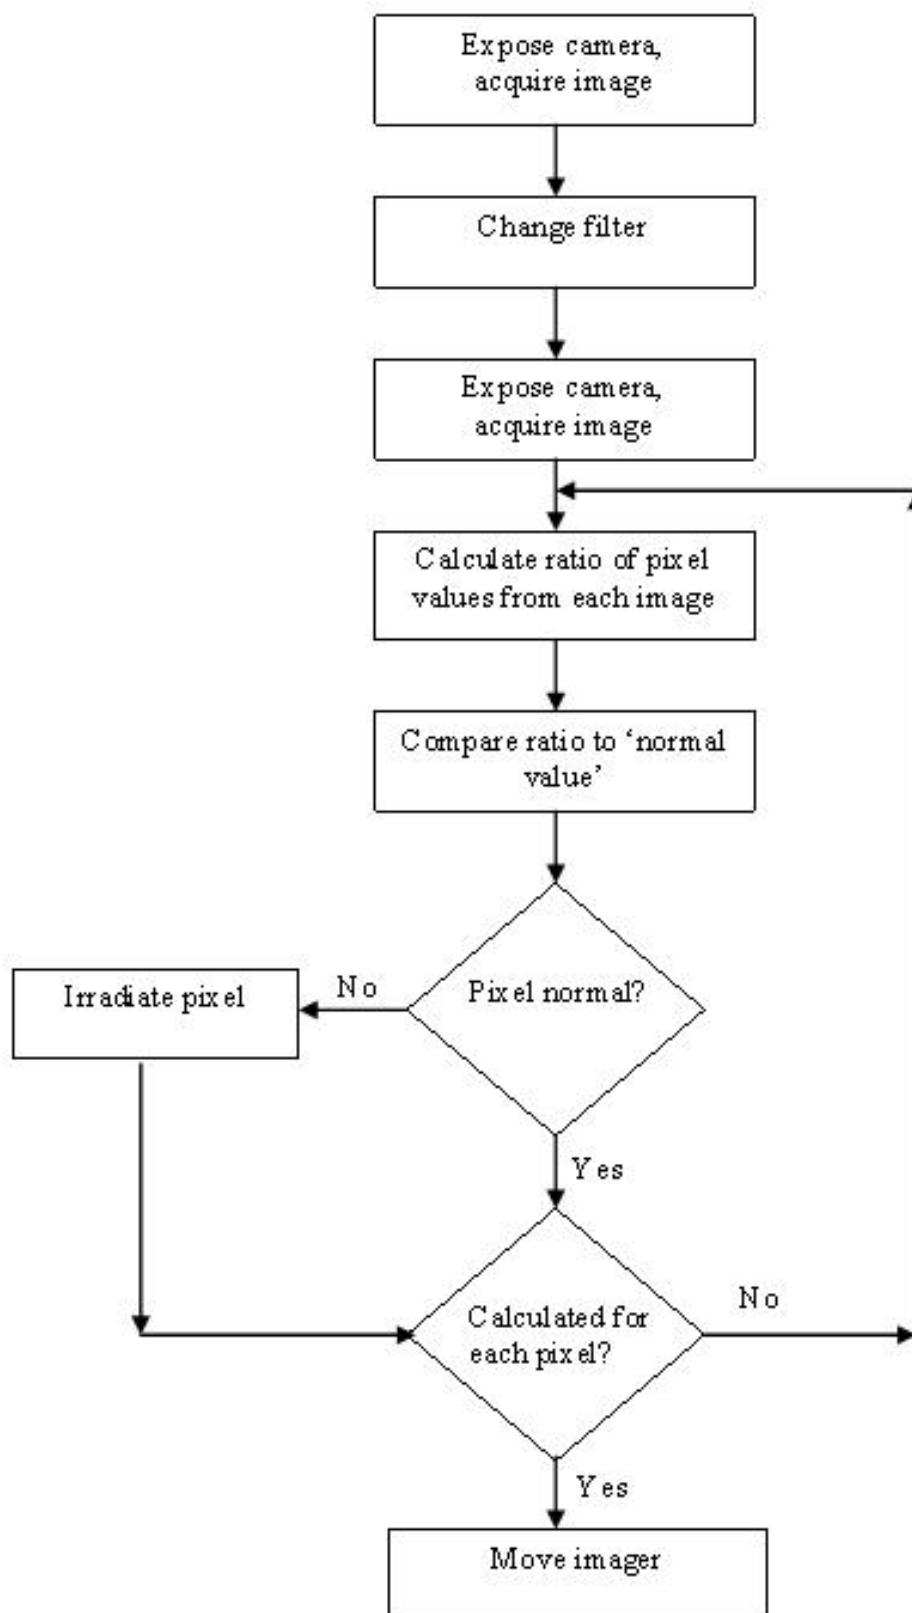 Expose camera,
acquire image
Change filter
Expose camera,
acquire image
Calculate ratio of pixel
values from each image
Compare ratio to ‘normal
value’
Pixel normal?
No
Irradiate pixel
Yes
Calculated for
each pixel?
No
Yes
Move imager